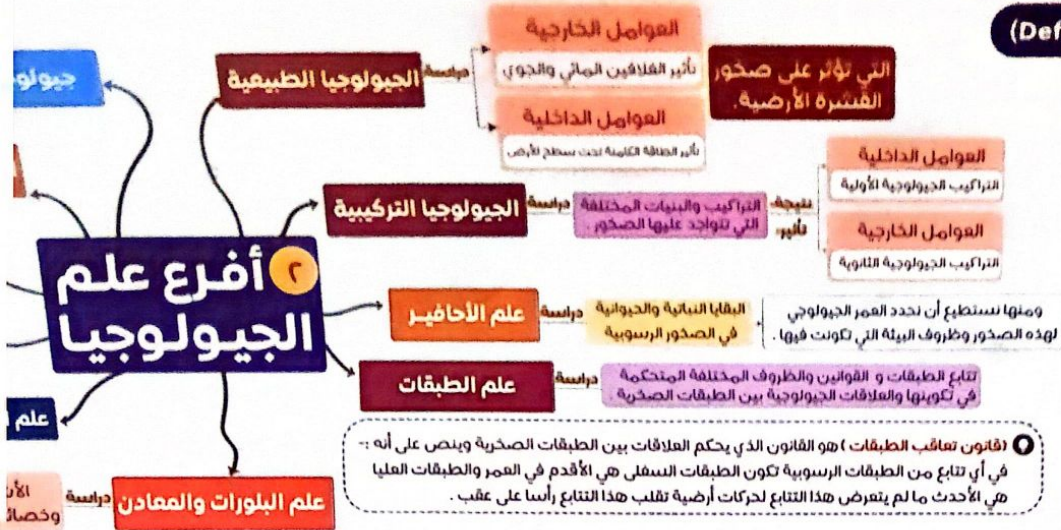 (Def
جيولوج
الجيولوجيا الطبيعية
دراسة
العوامل الخارجية
تأثير الغلافين المائي والجوي
العوامل الداخلية
تأثير الطاقة الكامنة تحت سطح الأرض
التي تؤثر على صخور
القشرة الأرضية.
الجيولوجيا التركيبية
دراسة
التراكيب والبنيات المختلفة
التي تتواجد عليها الصخور .
نتيجة
تأثير
العوامل الداخلية
التراكيب الجيولوجية الأولية
العوامل الخارجية
التراكيب الجيولوجية الثانوية
٢ أفرع علم
الجيولوجيا
علم الأحافير
دراسة
البقايا النباتية والحيوانية
في الصخور الرسوبية
ومنها نستطيع أن نحدد العمر الجيولوجي
لهذه الصخور وظروف البيئة التي تكونت فيها .
علم الطبقات
دراسة
تتابع الطبقات و القوانين والظروف المختلفة المتحكمة
في تكوينها والعلاقات الجيولوجية بين الطبقات الصخرية
علم
(قانون تعاقب الطبقات ) هو القانون الذي يحكم العلاقات بين الطبقات الصخرية وينص على أنه :-
في أي تتابع من الطبقات الرسوبية تكون الطبقات السفلى هي الأقدم في العمر والطبقات العليا
هي الأحدث ما لم يتعرض هذا التتابع لحركات أرضية تقلب هذا التتابع رأسا على عقب .
علم البلورات والمعادن
دراسة
الأش
وخصائ